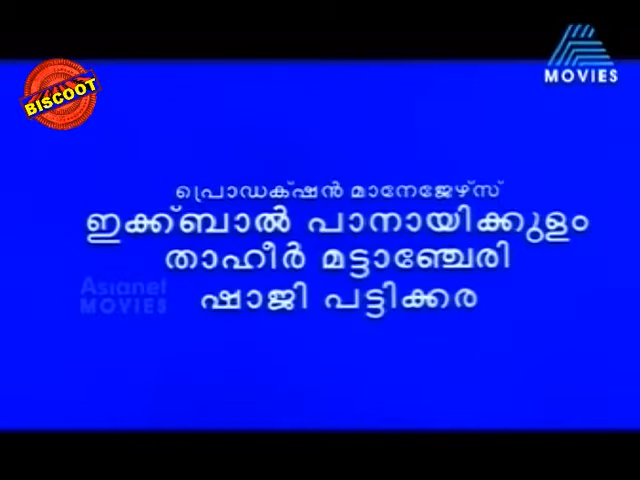 MOVIES
BISCOOT
പ്രൊഡക്ഷൻ മാനേജേഴ്സ്
ഇക്ക്ബാൽ പാനായിക്കുളം
താഹീർ മട്ടാഞ്ചേരി
Asianet
MOVIES
ഷാജി പട്ടിക്കര